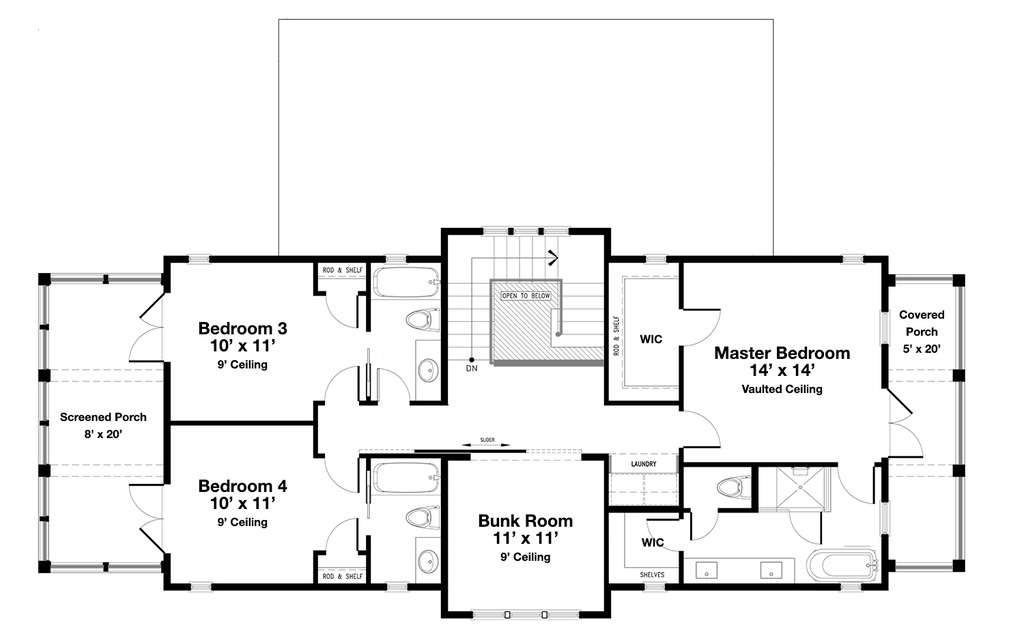 ROD & SHELF
OPEN TO BELOW
Bedroom 3
10' x 11'
9' Ceiling
ROD & SHELF
WIC
Covered
Porch
5' x 20'
Master Bedroom
14' x 14'
Vaulted Ceiling
DN
Screened Porch
8' x 20'
SLIDER
LAUNDRY
Bedroom 4
10' x 11'
9' Ceiling
Bunk Room
11' x 11'
9' Ceiling
WIC
ROD & SHELF
SHELVES